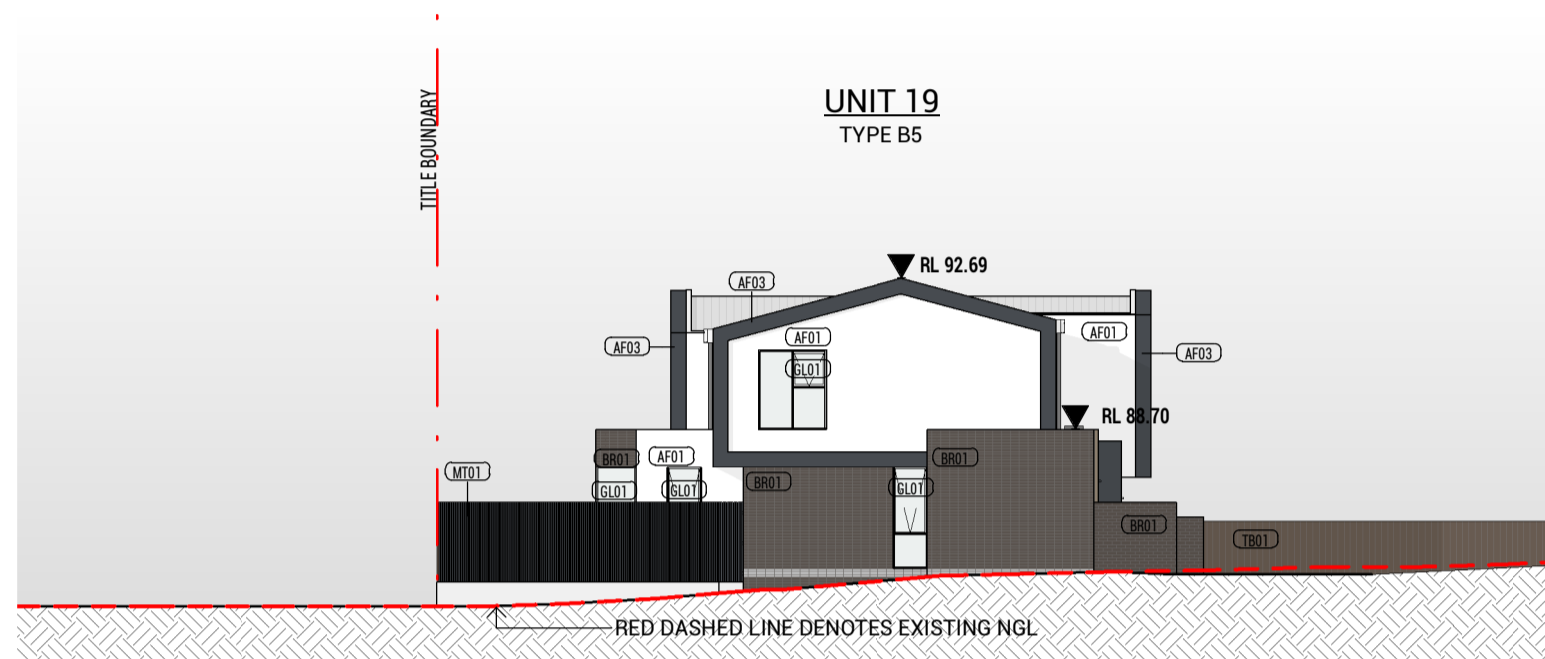 TITLE BOUNDARY
UNIT 19
TYPE B5
RL 92.69
AF03
AF01
AF01
AF03
AF03
GL01
RL 88.70
BR01
AF01
BR01
MT01
GL01
GL01
BR01
GL01
BR01
TB01
RED DASHED LINE DENOTES EXISTING NGL